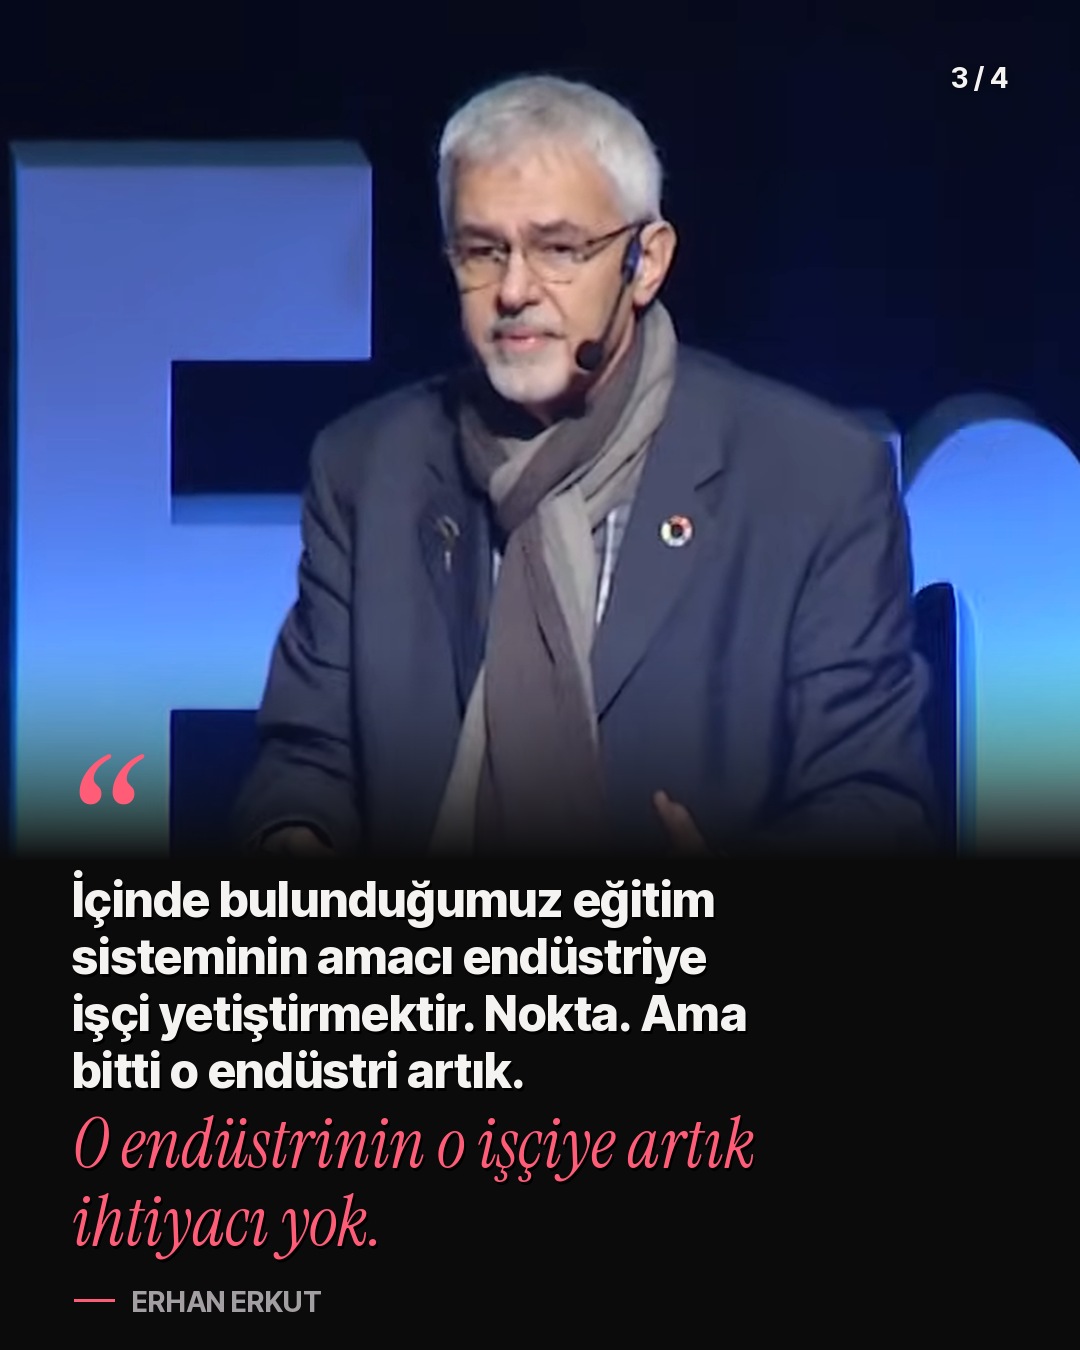 3 / 4
“
İçinde bulunduğumuz eğitim
sisteminin amacı endüstriye
işçi yetiştirmektir. Nokta. Ama
bitti o endüstri artık.
O endüstrinin o işçiye artık
ihtiyacı yok.
— ERHAN ERKUT